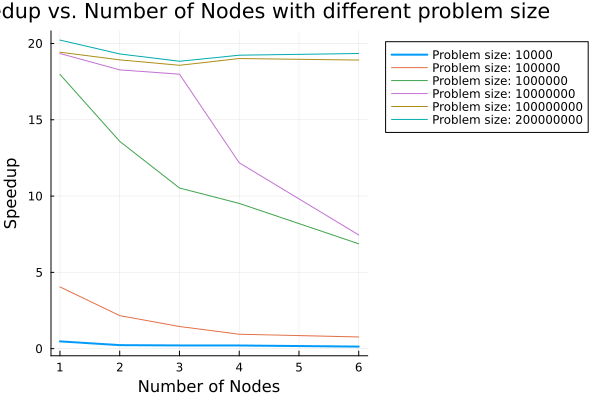 dup vs. Number of Nodes with different problem size
Speedup
20
15
10
5
0
1 2 3 4 5 6
Number of Nodes
Problem size: 10000
Problem size: 100000
Problem size: 1000000
Problem size: 10000000
Problem size: 100000000
Problem size: 200000000